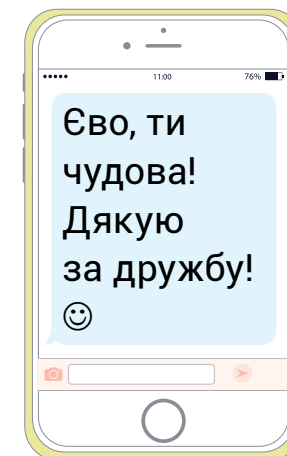 11:00
76%
Єво, ти
чудова!
Дякую
за дружбу!
☺